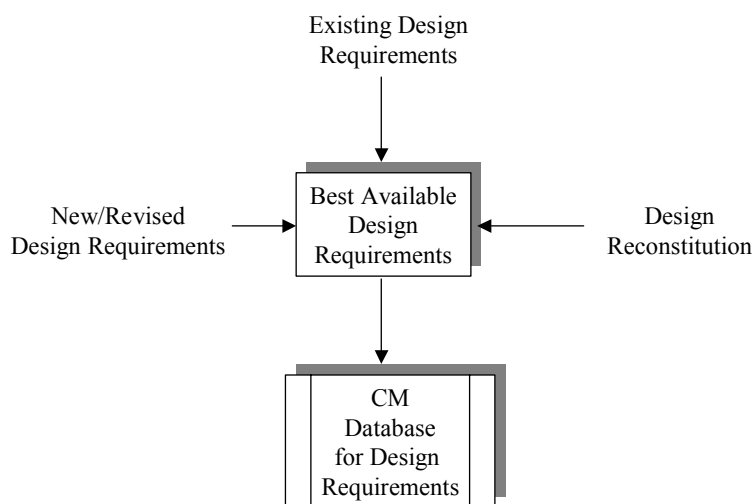 Existing Design
Requirements
New/Revised
Design Requirements
Best Available
Design
Requirements
Design
Reconstitution
CM
Database
for Design
Requirements